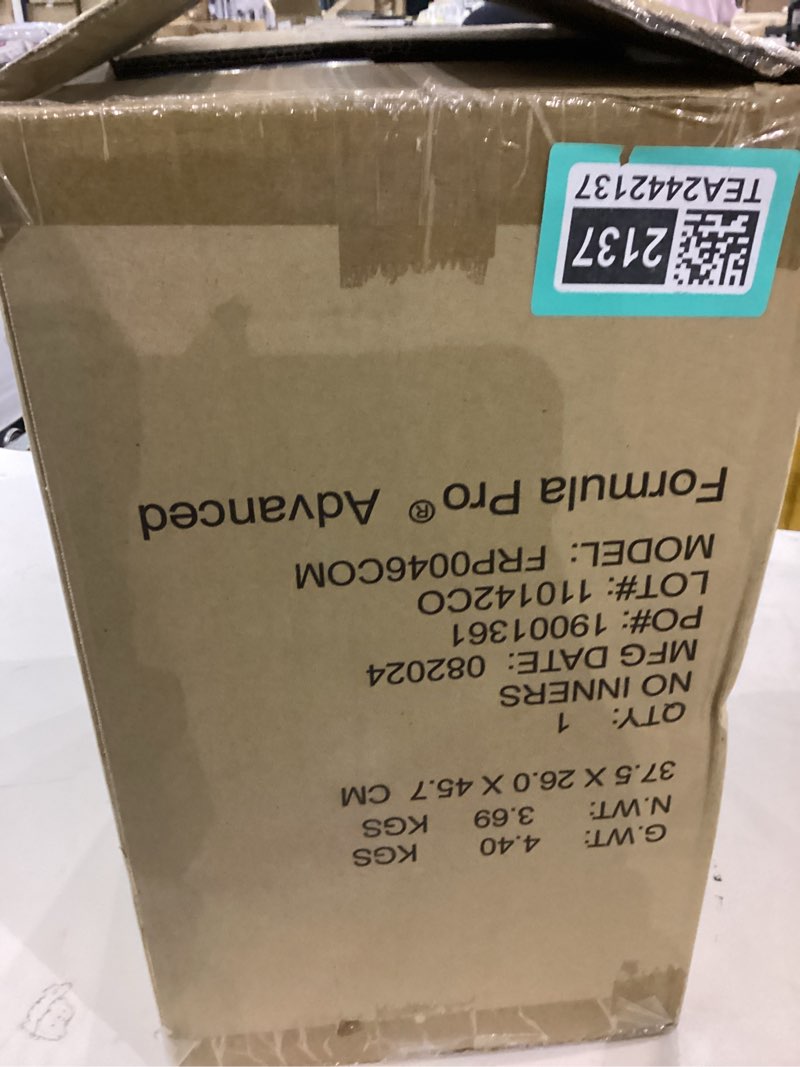 Formula Pro® Advanced
MODEL: FRP0046COM
LOT#: 110142CO
PO#: 19001361
MFG DATE: 082024
NO INNERS
QTY: 1
37.5 X 26.0 X 45.7 CM
N.WT: 3.69 KGS
G.WT: 4.40 KGS
2137
TEA2442137